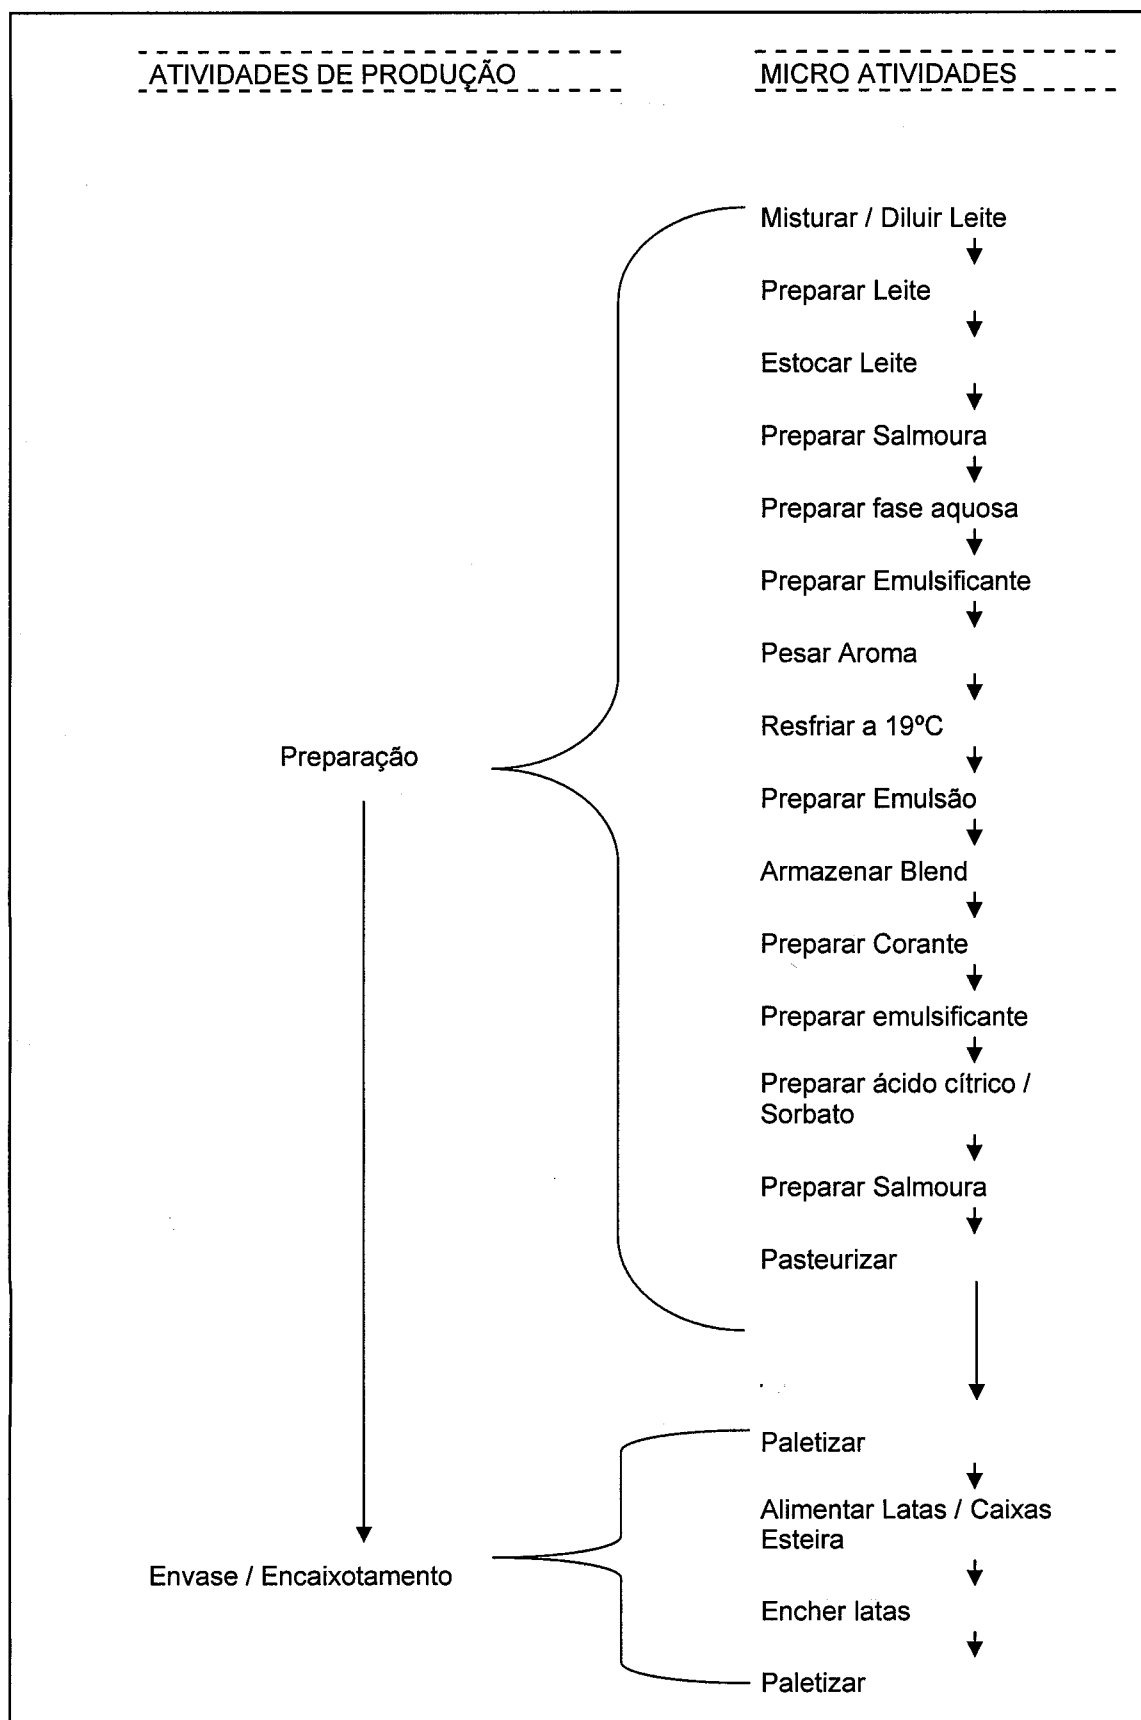 ATIVIDADES DE PRODUÇÃO
MICRO ATIVIDADES
Misturar / Diluir Leite
Preparar Leite
Estocar Leite
Preparar Salmoura
Preparar fase aquosa
Preparar Emulsificante
Pesar Aroma
Resfriar a 19ºC
Preparação
Preparar Emulsão
Armazenar Blend
Preparar Corante
Preparar emulsificante
Preparar ácido cítrico /
Sorbato
Preparar Salmoura
Pasteurizar
Paletizar
Alimentar Latas / Caixas
Esteira
Envase / Encaixotamento
Encher latas
Paletizar